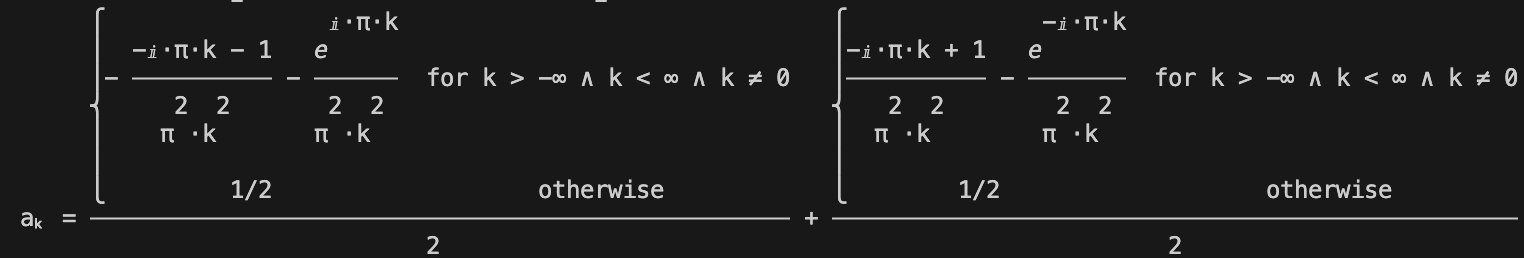 ⅈ⋅π⋅k -ⅈ⋅π⋅k
-ⅈ⋅π⋅k - 1 e -ⅈ⋅π⋅k + 1 e
- ────────── - ────── for k > -∞ ∧ k < ∞ ∧ k ≠ 0 ────────── - ────── for k > -∞ ∧ k < ∞ ∧ k ≠ 0
2 2 2 2 2 2 2 2
π ⋅k π ⋅k π ⋅k π ⋅k
1/2 otherwise 1/2 otherwise
aₖ = ────────── + ──────────
2 2